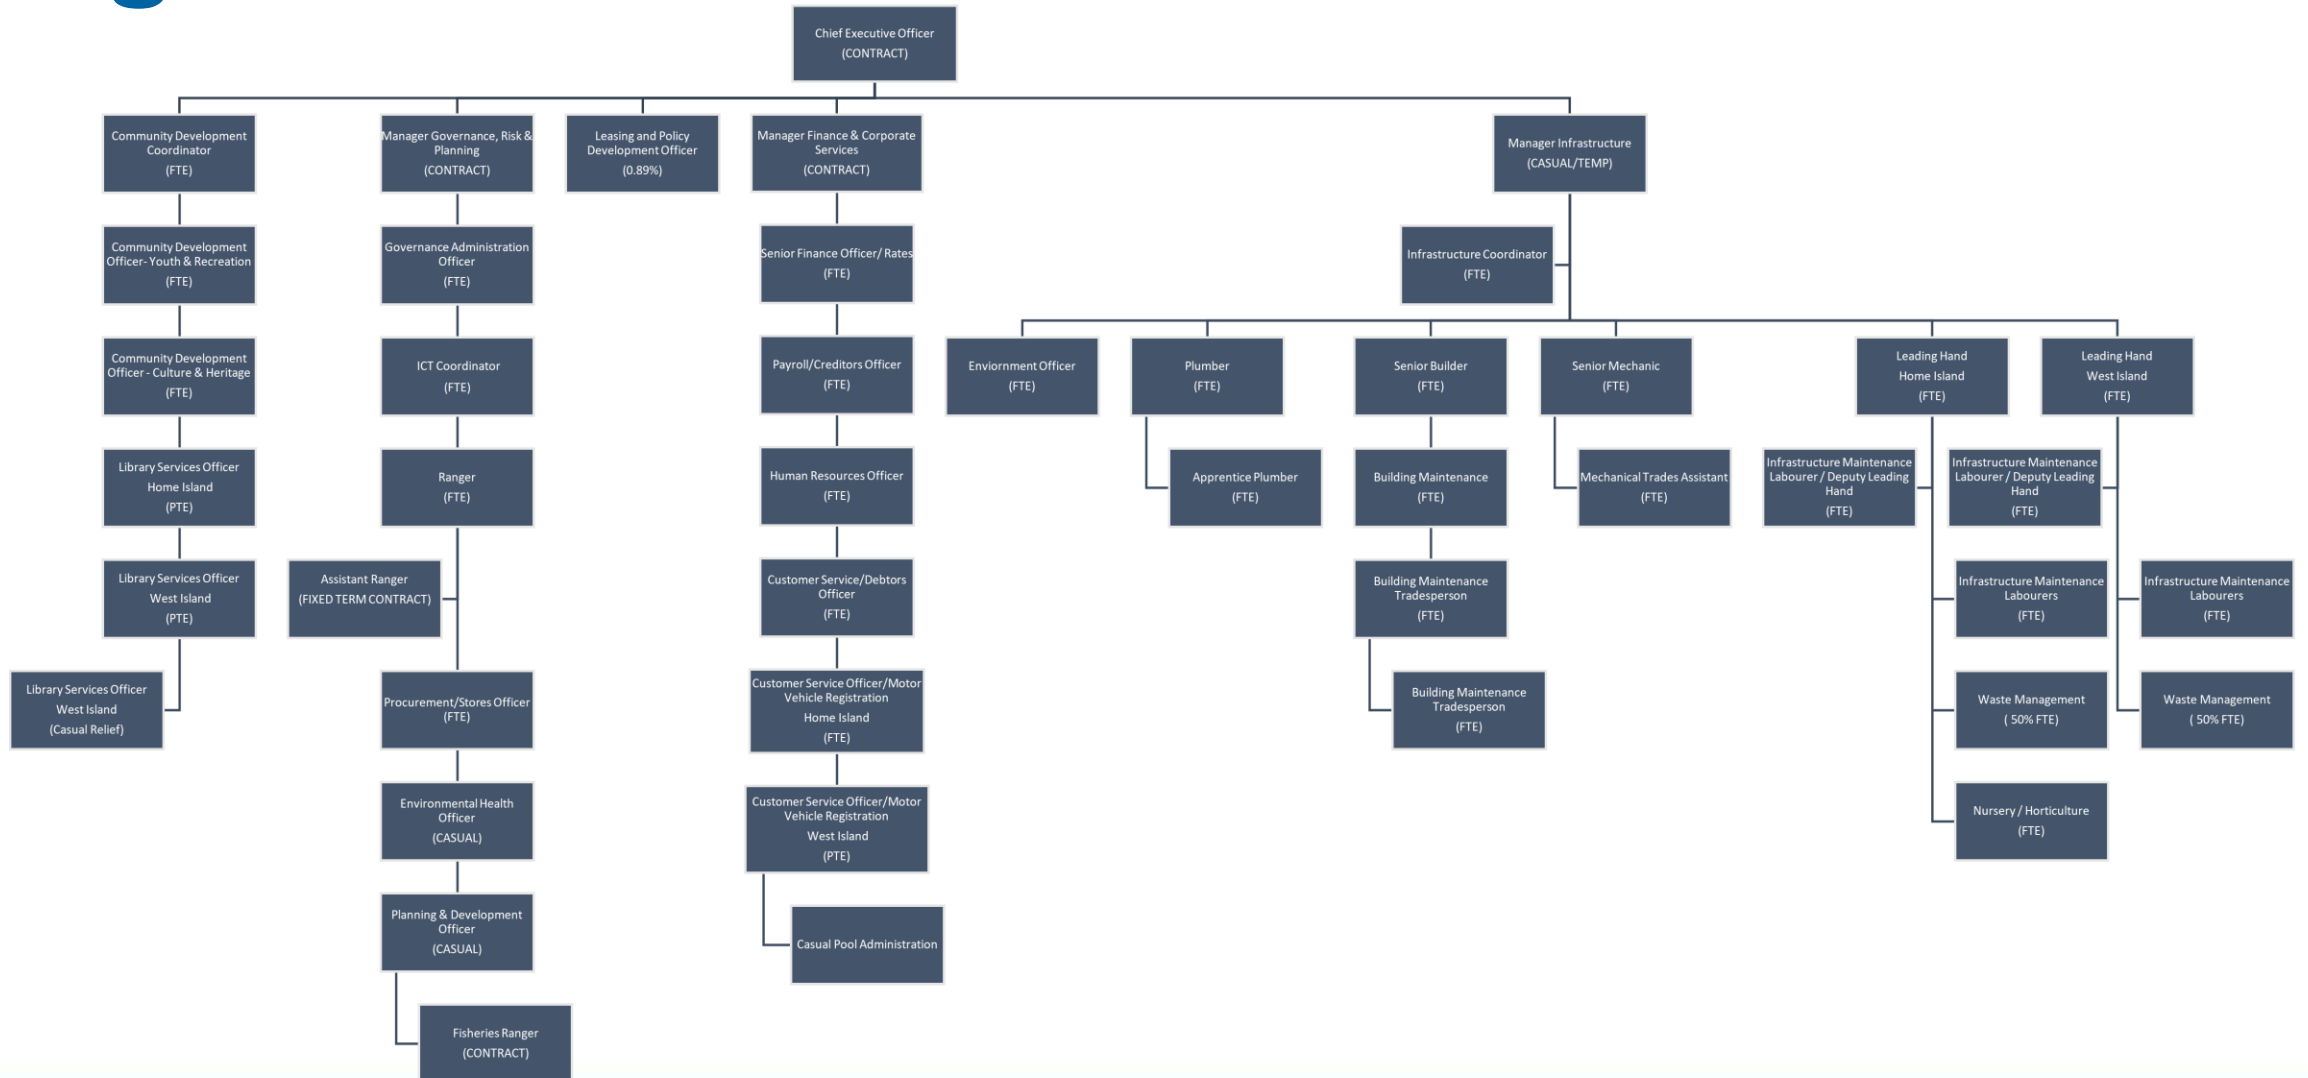 Chief Executive Officer
(CONTRACT)
Community Development
Coordinator
(FTE)
Manager Governance, Risk &
Planning
(CONTRACT)
Leasing and Policy
Development Officer
(0.89%)
Manager Finance & Corporate
Services
(CONTRACT)
Manager Infrastructure
(CASUAL/TEMP)
Community Development
Officer- Youth & Recreation
(FTE)
Governance Administration
Officer
(FTE)
Senior Finance Officer/ Rates
(FTE)
Infrastructure Coordinator
(FTE)
Community Development
Officer - Culture & Heritage
(FTE)
ICT Coordinator
(FTE)
Payroll/Creditors Officer
(FTE)
Enviornment Officer
(FTE)
Plumber
(FTE)
Senior Builder
(FTE)
Senior Mechanic
(FTE)
Leading Hand
Home Island
(FTE)
Leading Hand
West Island
(FTE)
Library Services Officer
Home Island
(PTE)
Ranger
(FTE)
Human Resources Officer
(FTE)
Apprentice Plumber
(FTE)
Building Maintenance
(FTE)
Mechanical Trades Assistant
(FTE)
Infrastructure Maintenance
Labourer / Deputy Leading
Hand
(FTE)
Infrastructure Maintenance
Labourer / Deputy Leading
Hand
(FTE)
Library Services Officer
West Island
(PTE)
Assistant Ranger
(FIXED TERM CONTRACT)
Customer Service/Debtors
Officer
(FTE)
Building Maintenance
Tradesperson
(FTE)
Infrastructure Maintenance
Labourers
(FTE)
Infrastructure Maintenance
Labourers
(FTE)
Library Services Officer
West Island
(Casual Relief)
Procurement/Stores Officer
(FTE)
Customer Service Officer/Motor
Vehicle Registration
Home Island
(FTE)
Building Maintenance
Tradesperson
(FTE)
Waste Management
( 50% FTE)
Waste Management
( 50% FTE)
Environmental Health
Officer
(CASUAL)
Customer Service Officer/Motor
Vehicle Registration
West Island
(PTE)
Nursery / Horticulture
(FTE)
Planning & Development
Officer
(CASUAL)
Casual Pool Administration
Fisheries Ranger
(CONTRACT)